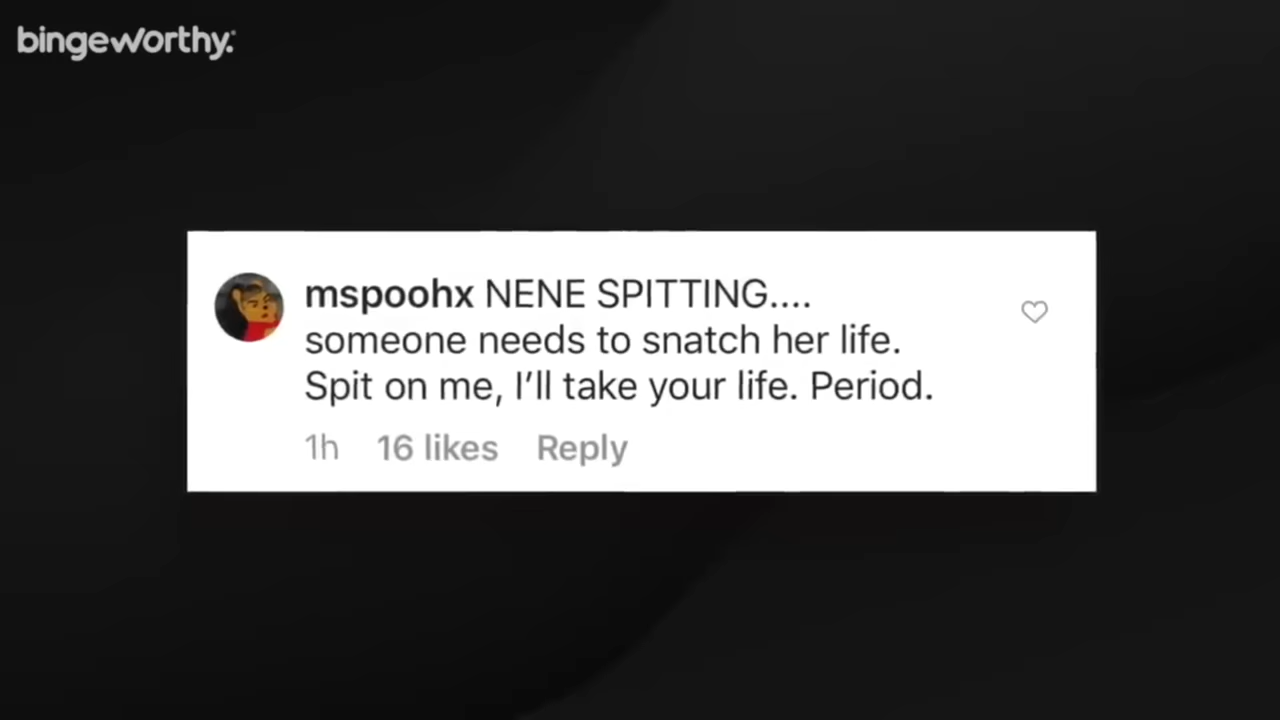 bingeworthy.
mspoohx NENE SPITTING....
someone needs to snatch her life.
Spit on me, I’ll take your life. Period.
1h 16 likes Reply